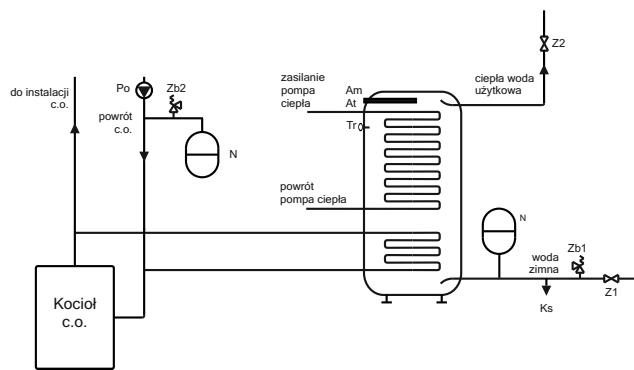 Z2
do instalacji
c.o.
Po
Zb2
powrót
c.o.
N
zasilanie
pompa
ciepła
Am
At
Tr
ciepła woda
użytkowa
powrót
pompa ciepła
N
woda
zimna
Zb1
Z1
Ks
Kocioł
c.o.